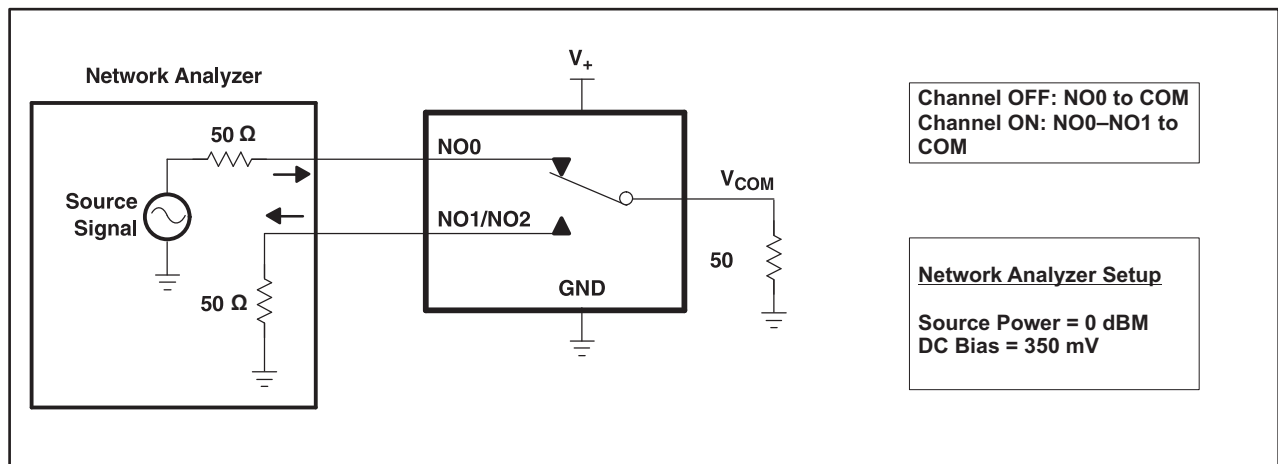 Network Analyzer
50 Ω
Source
Signal
50 Ω
V+
NO0
NO1/NO2
GND
VCOM
50
Channel OFF: NO0 to COM
Channel ON: NO0–NO1 to
COM
Network Analyzer Setup
Source Power = 0 dBM
DC Bias = 350 mV